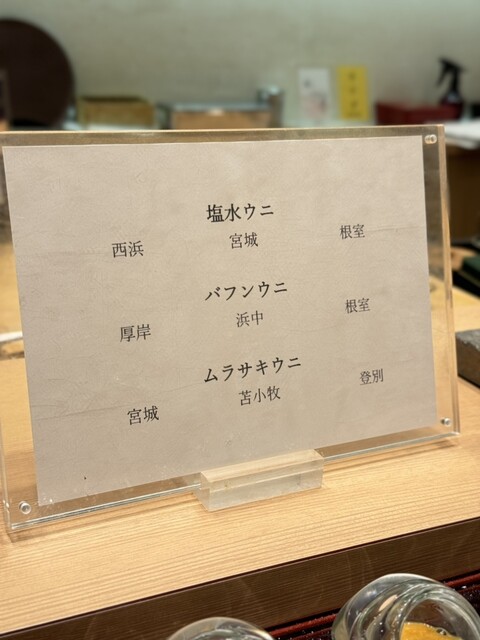 塩水ウニ
西浜 宮城 根室
バフンウニ
厚岸 浜中 根室
ムラサキウニ
宮城 苫小牧 登別